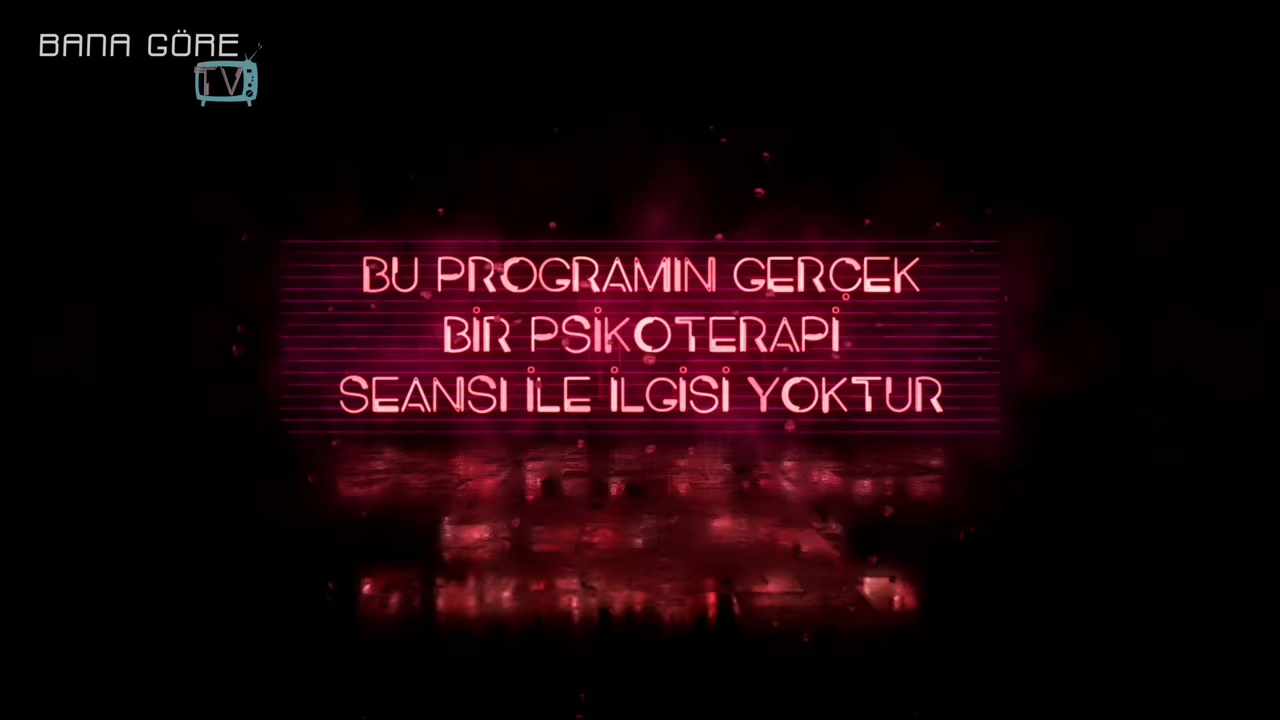 BANA GÖRE
TV
BU PROGRAMIN GERÇEK
BİR PSİKOTERAPİ
SEANSI İLE İLGİSİ YOKTUR